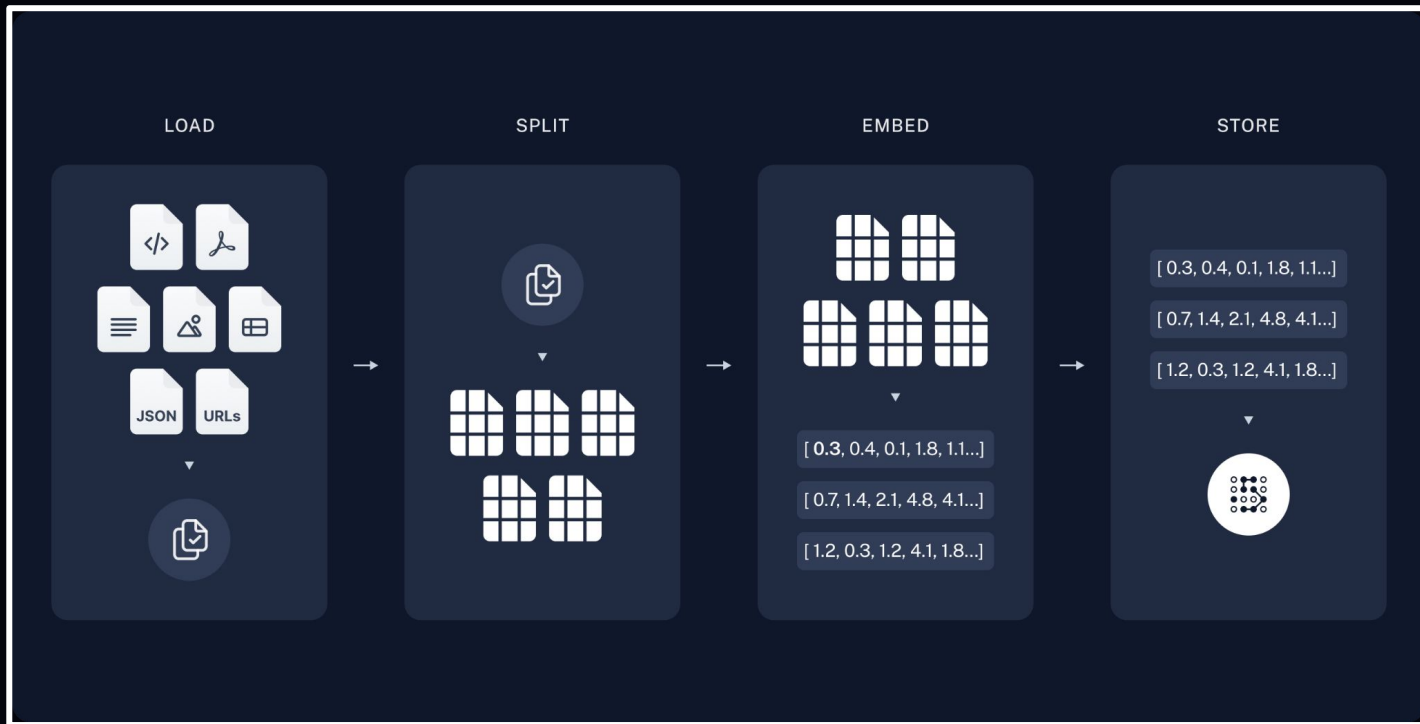 LOAD
SPLIT
EMBED
STORE
</>
JSON
URLs
[ 0.3, 0.4, 0.1, 1.8, 1.1...]
[ 0.7, 1.4, 2.1, 4.8, 4.1...]
[ 1.2, 0.3, 1.2, 4.1, 1.8...]
[ 0.3, 0.4, 0.1, 1.8, 1.1...]
[ 0.7, 1.4, 2.1, 4.8, 4.1...]
[ 1.2, 0.3, 1.2, 4.1, 1.8...]